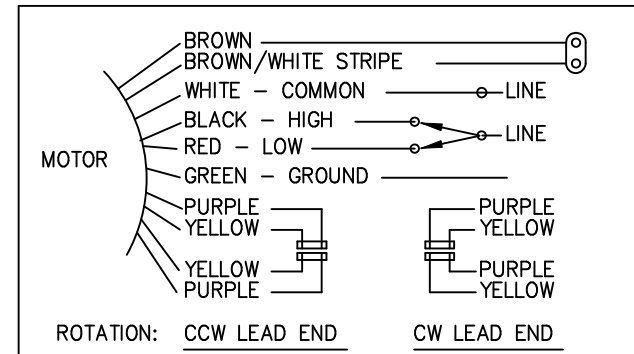 BROWN
BROWN/WHITE STRIPE
WHITE - COMMON LINE
BLACK - HIGH
LINE
RED - LOW
MOTOR
GREEN - GROUND
PURPLE PURPLE
YELLOW YELLOW
YELLOW PURPLE
PURPLE YELLOW
ROTATION: CCW LEAD END CW LEAD END